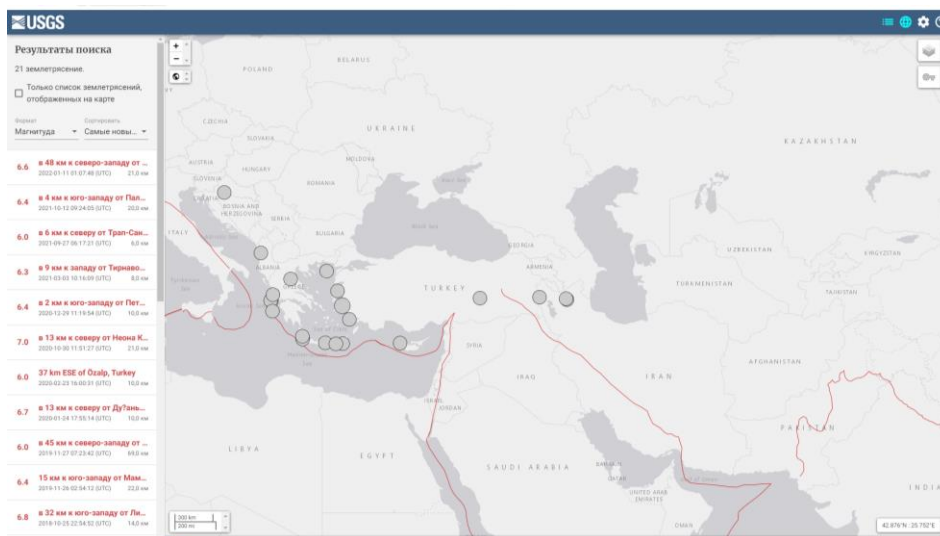 USGS
Результаты поиска
21 землетрясение.
Только список землетрясений,
отображенных на карте
Формат
Сортировать
Магнитуда
Самые новы...
6.6
в 48 км к северо-западу от ...
2022-01-11 01:07:48 (UTC)
21,0 км
6.4
в 4 км к юго-западу от Пал...
2021-10-12 09:24:05 (UTC)
20,0 км
6.0
в 6 км к северу от Трап-Сан...
2021-09-27 06:17:21 (UTC)
6,0 км
6.3
в 9 км к западу от Тирнаво...
2021-03-03 10:16:09 (UTC)
8,0 км
6.4
в 2 км к юго-западу от Пет...
2020-12-29 11:19:54 (UTC)
10,0 км
7.0
в 13 км к северу от Неона К...
2020-10-30 11:51:27 (UTC)
21,0 км
6.0
37 km ESE of Özalp, Turkey
2020-02-23 16:00:31 (UTC)
10,0 км
6.7
в 13 км к северу от Ду?ань...
2020-01-24 17:55:14 (UTC)
10,0 км
6.0
в 45 км к северо-западу от ...
2019-11-27 07:23:42 (UTC)
69,0 км
6.4
15 км к юго-западу от Мам...
2019-11-26 02:54:12 (UTC)
22,0 км
6.8
в 32 км к юго-западу от Ли...
2018-10-25 22:54:52 (UTC)
14,0 км
BELARUS
POLAND
CZECHIA
UKRAINE
SLOVAKIA
KAZAKHSTAN
AUSTRIA
HUNGARY
MOLDOVA
SLOVENIA
CROATIA
ROMANIA
BOSNIA AND
HERZEGOVINA
SERBIA
ITALY
BULGARIA
Black Sea
GEORGIA
UZBEKISTAN
KYRGYZSTAN
ALBANIA
ARMENIA
GREECE
TURKEY
TURKMENISTAN
TAJIKISTAN
SYRIA
AFGHANISTAN
IRAQ
IRAN
ISRAEL
JORDAN
PAKISTAN
LIBYA
EGYPT
SAUDI ARABIA
BAHRAIN
QATAR
UNITED ARAB
EMIRATES
OMAN
INDIA
300 km
200 mi
42.876°N : 25.752°E